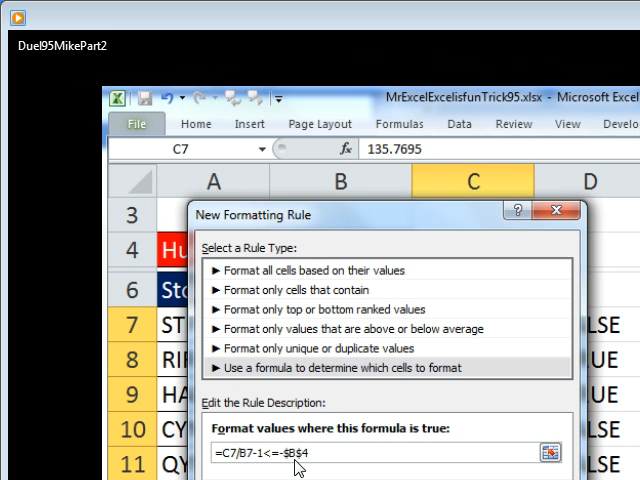 Duel95MikePart2
MrExcelExcelisfunTrick95.xlsx - Microsoft Excel
File Home Insert Page Layout Formulas Data Review View Develo
C7 fx 135.7695
A B C D
3
New Formatting Rule
4 Hu
Select a Rule Type:
► Format all cells based on their values
6 Sto
► Format only cells that contain
► Format only top or bottom ranked values
7 ST LSE
► Format only values that are above or below average
► Format only unique or duplicate values
8 RI UE
► Use a formula to determine which cells to format
9 HA UE
Edit the Rule Description:
10 CY LSE
Format values where this formula is true:
=C7/B7-1<=-$B$4
11 QY LSE